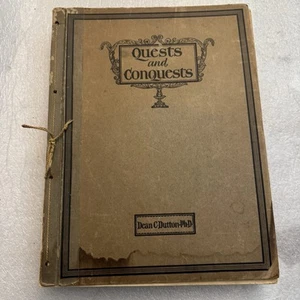 Quests
and
Conquests
Dean C Dutton-PhD